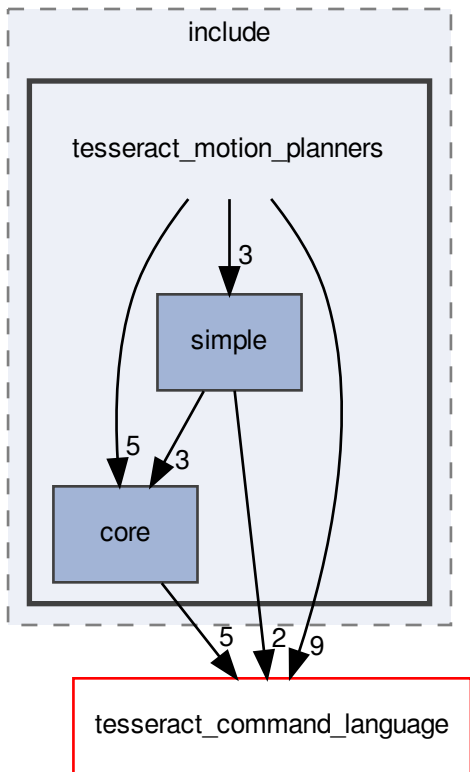 include
tesseract_motion_planners
3
simple
5
3
core
5
2
9
tesseract_command_language